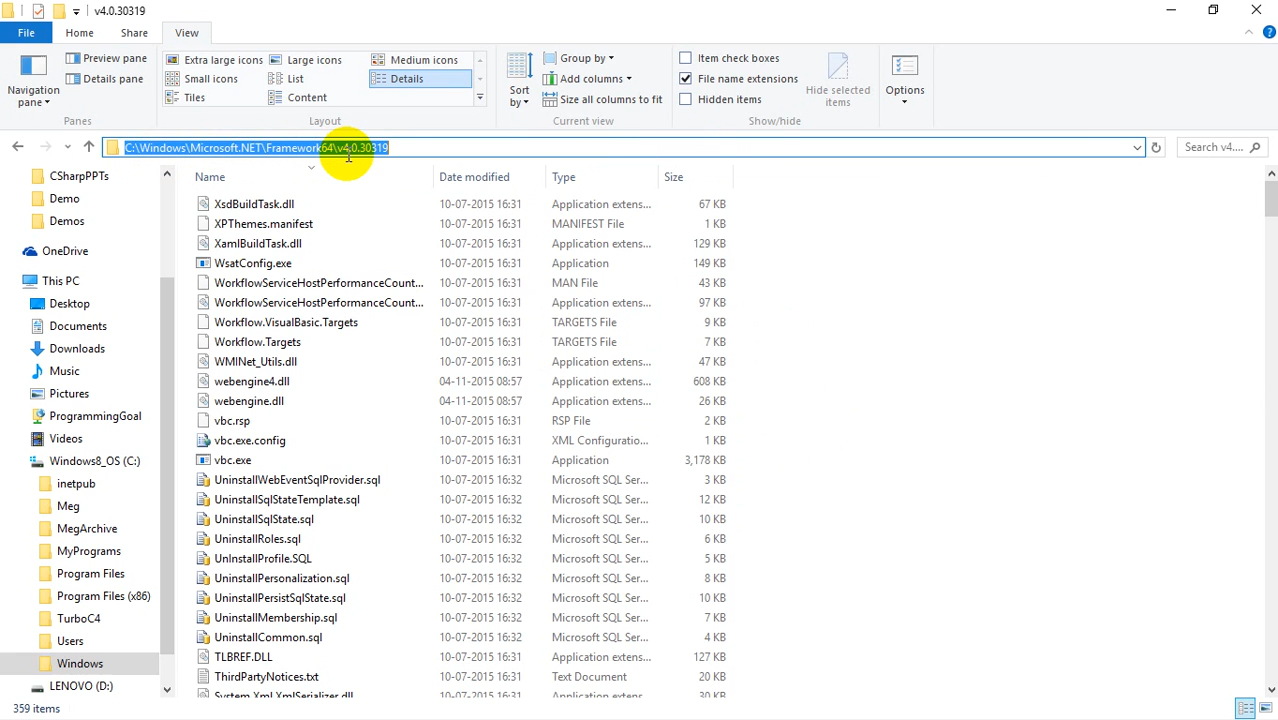 v4.0.30319
File Home Share View
Preview pane
Details pane
Navigation
pane
Panes
Extra large icons Large icons Medium icons
Small icons List Details
Tiles Content
Layout
Sort
by
Group by
Add columns
Size all columns to fit
Current view
Item check boxes
File name extensions
Hidden items
Hide selected
items
Show/hide
Options
C:\Windows\Microsoft.NET\Framework64\v4.0.30319
Search v4....
CSharpPPTs
Demo
Demos
OneDrive
This PC
Desktop
Documents
Downloads
Music
Pictures
ProgrammingGoal
Videos
Windows8_OS (C:)
inetpub
Meg
MegArchive
MyPrograms
Program Files
Program Files (x86)
TurboC4
Users
Windows
LENOVO (D:)
Name Date modified Type Size
XsdBuildTask.dll 10-07-2015 16:31 Application extens... 67 KB
XPThemes.manifest 10-07-2015 16:31 MANIFEST File 1 KB
XamlBuildTask.dll 10-07-2015 16:31 Application extens... 129 KB
WsatConfig.exe 10-07-2015 16:31 Application 149 KB
WorkflowServiceHostPerformanceCount... 10-07-2015 16:31 MAN File 43 KB
WorkflowServiceHostPerformanceCount... 10-07-2015 16:31 Application extens... 97 KB
Workflow.VisualBasic.Targets 10-07-2015 16:31 TARGETS File 9 KB
Workflow.Targets 10-07-2015 16:31 TARGETS File 7 KB
WMINet_Utils.dll 10-07-2015 16:31 Application extens... 47 KB
webengine4.dll 04-11-2015 08:57 Application extens... 608 KB
webengine.dll 04-11-2015 08:57 Application extens... 26 KB
vbc.rsp 10-07-2015 16:31 RSP File 2 KB
vbc.exe.config 10-07-2015 16:31 XML Configuratio... 1 KB
vbc.exe 10-07-2015 16:31 Application 3,178 KB
UninstallWebEventSqlProvider.sql 10-07-2015 16:32 Microsoft SQL Ser... 3 KB
UninstallSqlStateTemplate.sql 10-07-2015 16:32 Microsoft SQL Ser... 12 KB
UninstallSqlState.sql 10-07-2015 16:32 Microsoft SQL Ser... 10 KB
UninstallRoles.sql 10-07-2015 16:32 Microsoft SQL Ser... 6 KB
UnInstallProfile.SQL 10-07-2015 16:32 Microsoft SQL Ser... 5 KB
UninstallPersonalization.sql 10-07-2015 16:32 Microsoft SQL Ser... 8 KB
UninstallPersistSqlState.sql 10-07-2015 16:32 Microsoft SQL Ser... 10 KB
UninstallMembership.sql 10-07-2015 16:32 Microsoft SQL Ser... 7 KB
UninstallCommon.sql 10-07-2015 16:32 Microsoft SQL Ser... 4 KB
TLBREF.DLL 10-07-2015 16:31 Application extens... 127 KB
ThirdPartyNotices.txt 10-07-2015 16:31 Text Document 20 KB
System.Xml.XmlSerializer.dll 10-07-2015 16:31 Application extens... 30 KB
359 items